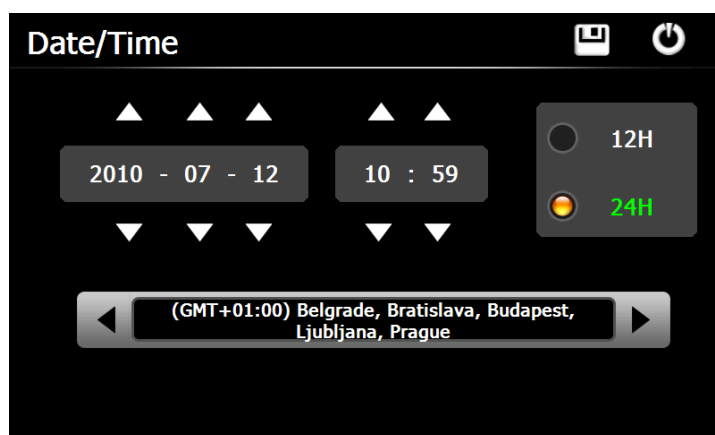 Date/Time
2010 - 07 - 12
10 : 59
12H
24H
(GMT+01:00) Belgrade, Bratislava, Budapest,
Ljubljana, Prague